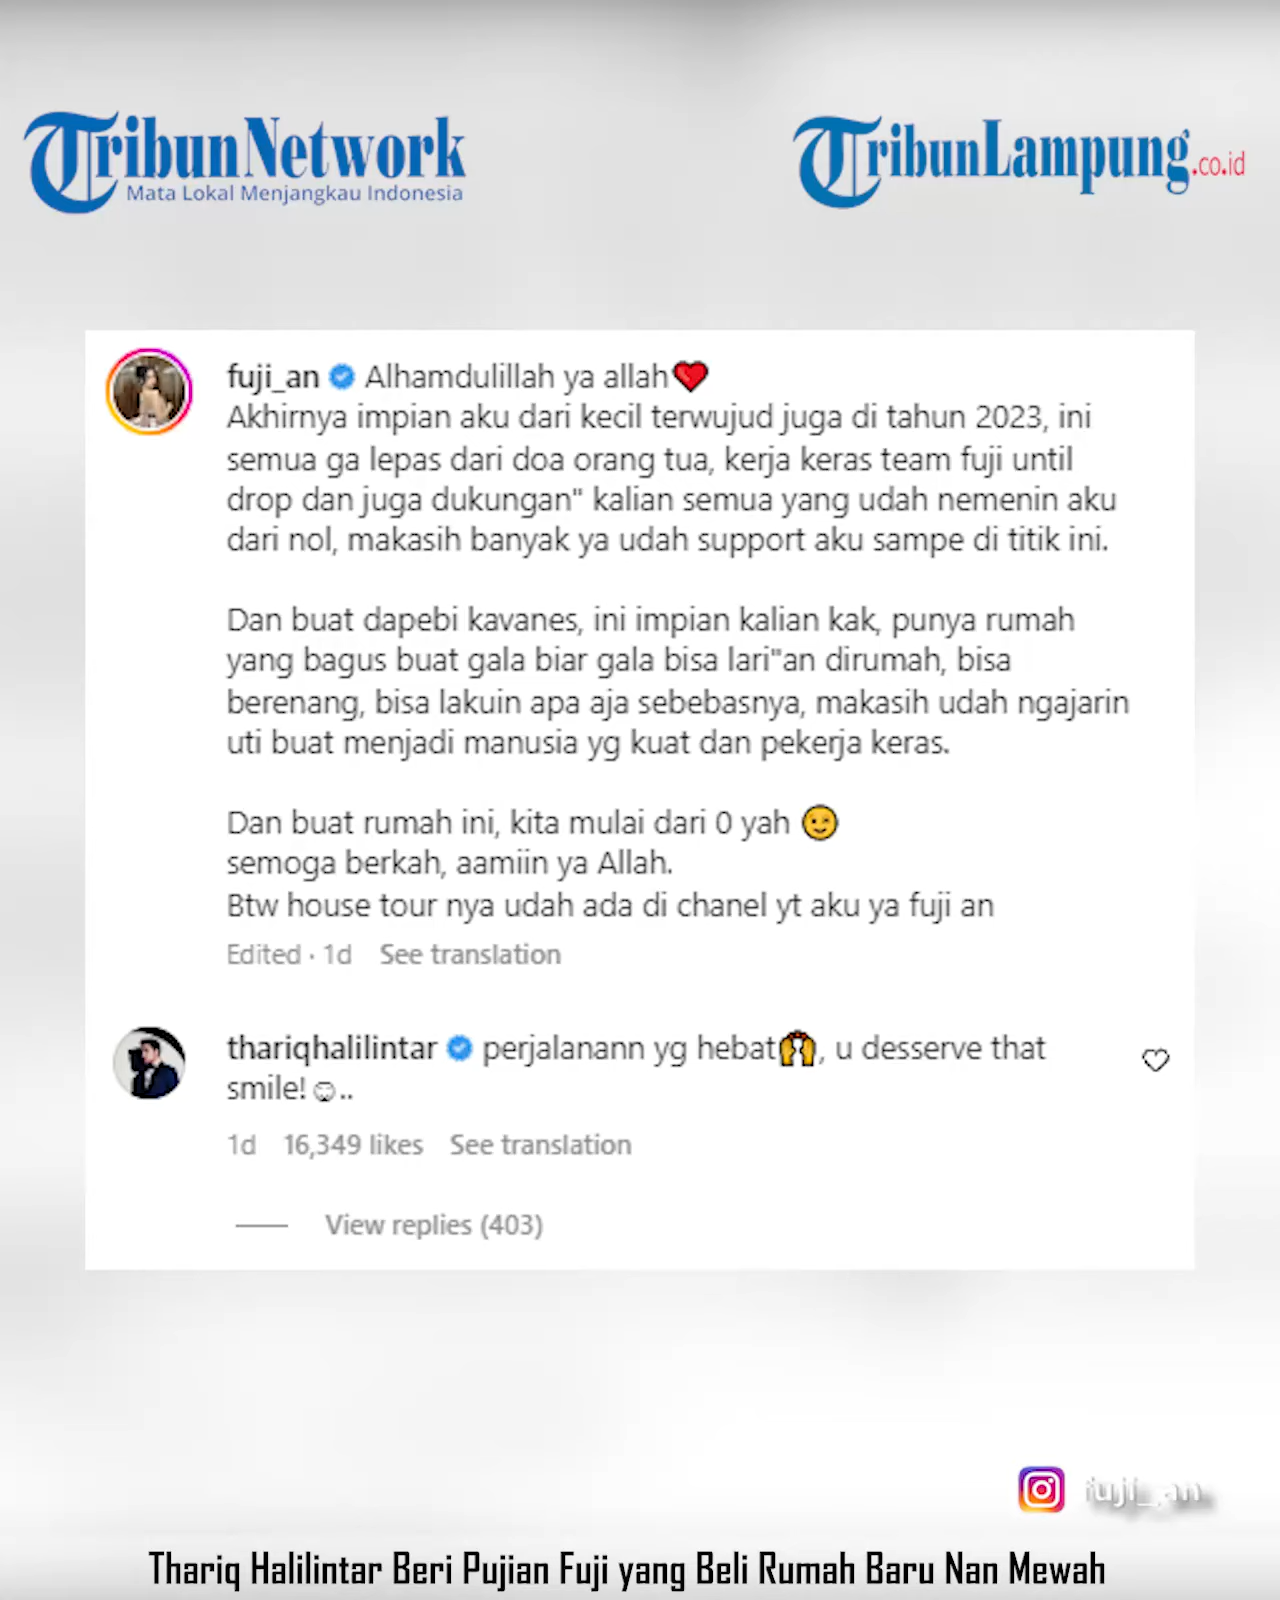 TribunNetwork
Mata Lokal Menjangkau Indonesia
TribunLampung.co.id
fuji_an Alhamdulillah ya allah❤️
Akhirnya impian aku dari kecil terwujud juga di tahun 2023, ini
semua ga lepas dari doa orang tua, kerja keras team fuji until
drop dan juga dukungan" kalian semua yang udah nemenin aku
dari nol, makasih banyak ya udah support aku sampe di titik ini.
Dan buat dapebi kavanes, ini impian kalian kak, punya rumah
yang bagus buat gala biar gala bisa lari"an dirumah, bisa
berenang, bisa lakuin apa aja sebebasnya, makasih udah ngajarin
uti buat menjadi manusia yg kuat dan pekerja keras.
Dan buat rumah ini, kita mulai dari 0 yah 😉
semoga berkah, aamiin ya Allah.
Btw house tour nya udah ada di chanel yt aku ya fuji an
Edited · 1d See translation
thariqhalilintar perjalanann yg hebat🙌, u desserve that
smile!☺..
1d 16,349 likes See translation
View replies (403)
fuji_an
Thariq Halilintar Beri Pujian Fuji yang Beli Rumah Baru Nan Mewah